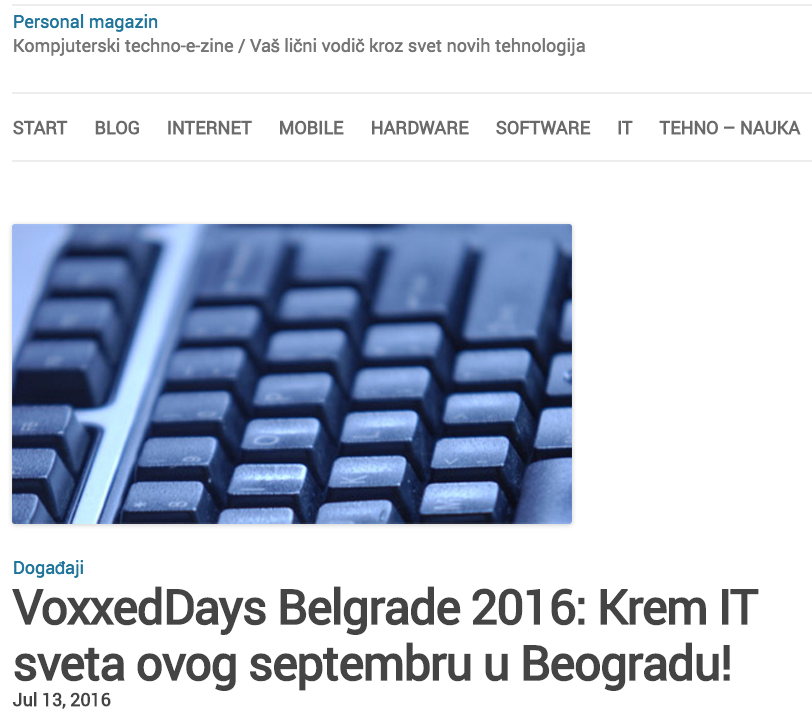 Personal magazin
Kompjuterski techno-e-zine / Vaš lični vodič kroz svet novih tehnologija
START BLOG INTERNET MOBILE HARDWARE SOFTWARE IT TEHNO – NAUKA
Događaji
VoxxedDays Belgrade 2016: Krem IT
sveta ovog septembru u Beogradu!
Jul 13, 2016